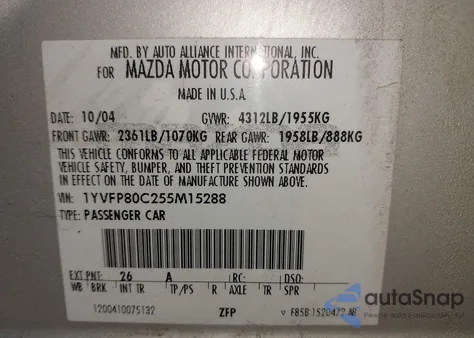 MFD. BY AUTO ALLIANCE INTERNATIONAL, INC.
FOR MAZDA MOTOR CORPORATION
MADE IN U.S.A.
DATE: 10/04 GVWR: 4312LB/1955KG
FRONT GAWR: 2361LB/1070KG REAR GAWR: 1958LB/888KG
THIS VEHICLE CONFORMS TO ALL APPLICABLE FEDERAL MOTOR
VEHICLE SAFETY, BUMPER, AND THEFT PREVENTION STANDARDS
IN EFFECT ON THE DATE OF MANUFACTURE SHOWN ABOVE.
VIN: 1YVFP80C255M15288
TYPE: PASSENGER CAR
EXT PNT: 26 A RC: DSO:
WB BRK INT TR TP/PS R AXLE TR SPR
1200410075132 ZFP V F85B 1520472 AB
autoSnap